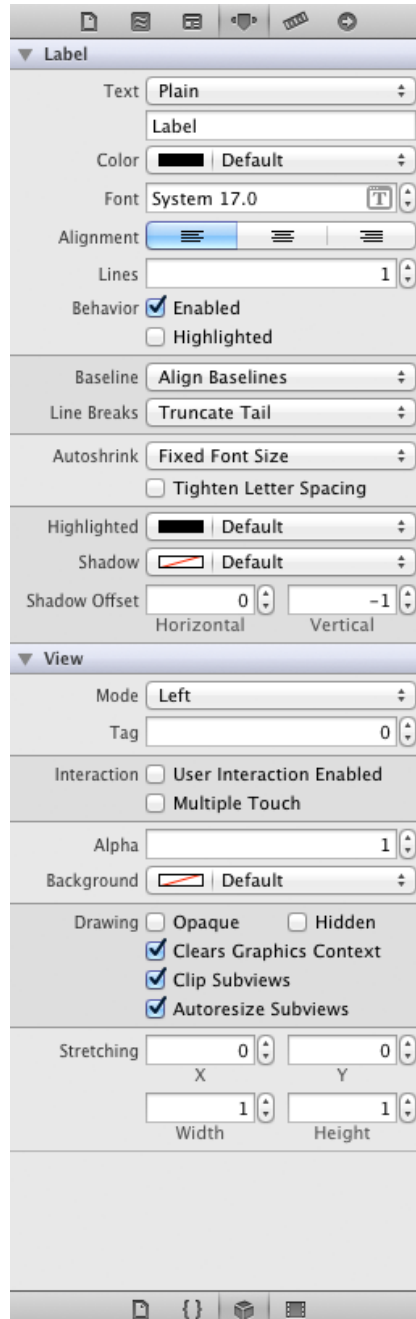 Label
Text Plain
Label
Color Default
Font System 17.0 T
Alignment
Lines 1
Behavior Enabled
Highlighted
Baseline Align Baselines
Line Breaks Truncate Tail
Autoshrink Fixed Font Size
Tighten Letter Spacing
Highlighted Default
Shadow Default
Shadow Offset 0 -1
Horizontal Vertical
View
Mode Left
Tag 0
Interaction User Interaction Enabled
Multiple Touch
Alpha 1
Background Default
Drawing Opaque Hidden
Clears Graphics Context
Clip Subviews
Autoresize Subviews
Stretching 0 0
X Y
1 1
Width Height
{}